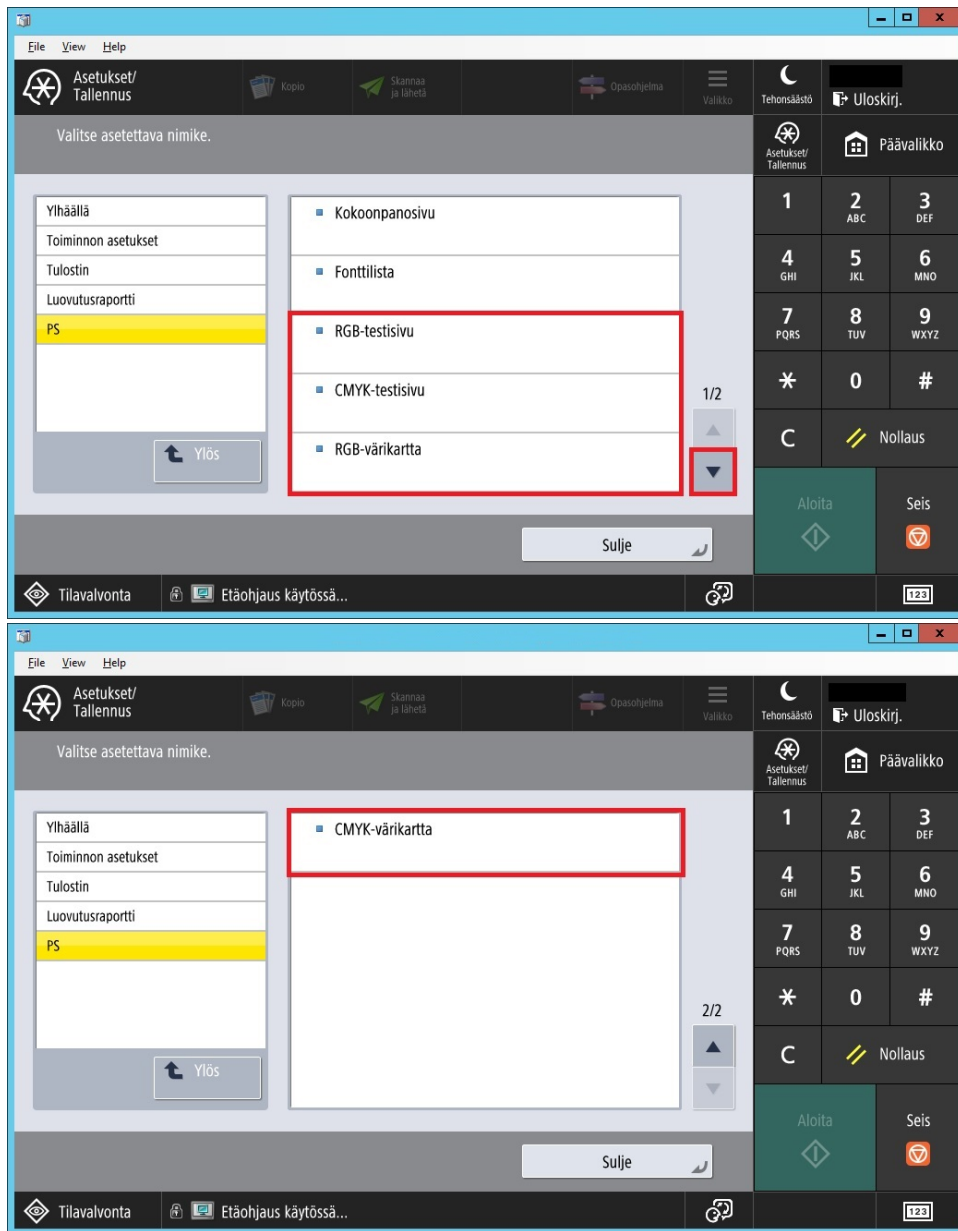 File View Help
Asetukset/
Tallennus
Kopio
Skannaa
ja lähetä
Opasohjelma
Valikko
Tehonsäästö
Uloskirj.
Valitse asetettava nimike.
Asetukset/
Tallennus
Päävalikko
Ylhäällä
Toiminnon asetukset
Tulostin
Luovutusraportti
PS
Ylös
Kokoonpanosivu
Fonttilista
RGB-testisivu
CMYK-testisivu
RGB-värikartta
1/2
1
2
ABC
3
DEF
4
GHI
5
JKL
6
MNO
7
PQRS
8
TUV
9
WXYZ
0
#
C
Nollaus
Aloita
Seis
Sulje
Tilavalvonta
Etäohjaus käytössä...
123
File View Help
Asetukset/
Tallennus
Kopio
Skannaa
ja lähetä
Opasohjelma
Valikko
Tehonsäästö
Uloskirj.
Valitse asetettava nimike.
Asetukset/
Tallennus
Päävalikko
Ylhäällä
Toiminnon asetukset
Tulostin
Luovutusraportti
PS
Ylös
CMYK-värikartta
2/2
1
2
ABC
3
DEF
4
GHI
5
JKL
6
MNO
7
PQRS
8
TUV
9
WXYZ
0
#
C
Nollaus
Aloita
Seis
Sulje
Tilavalvonta
Etäohjaus käytössä...
123